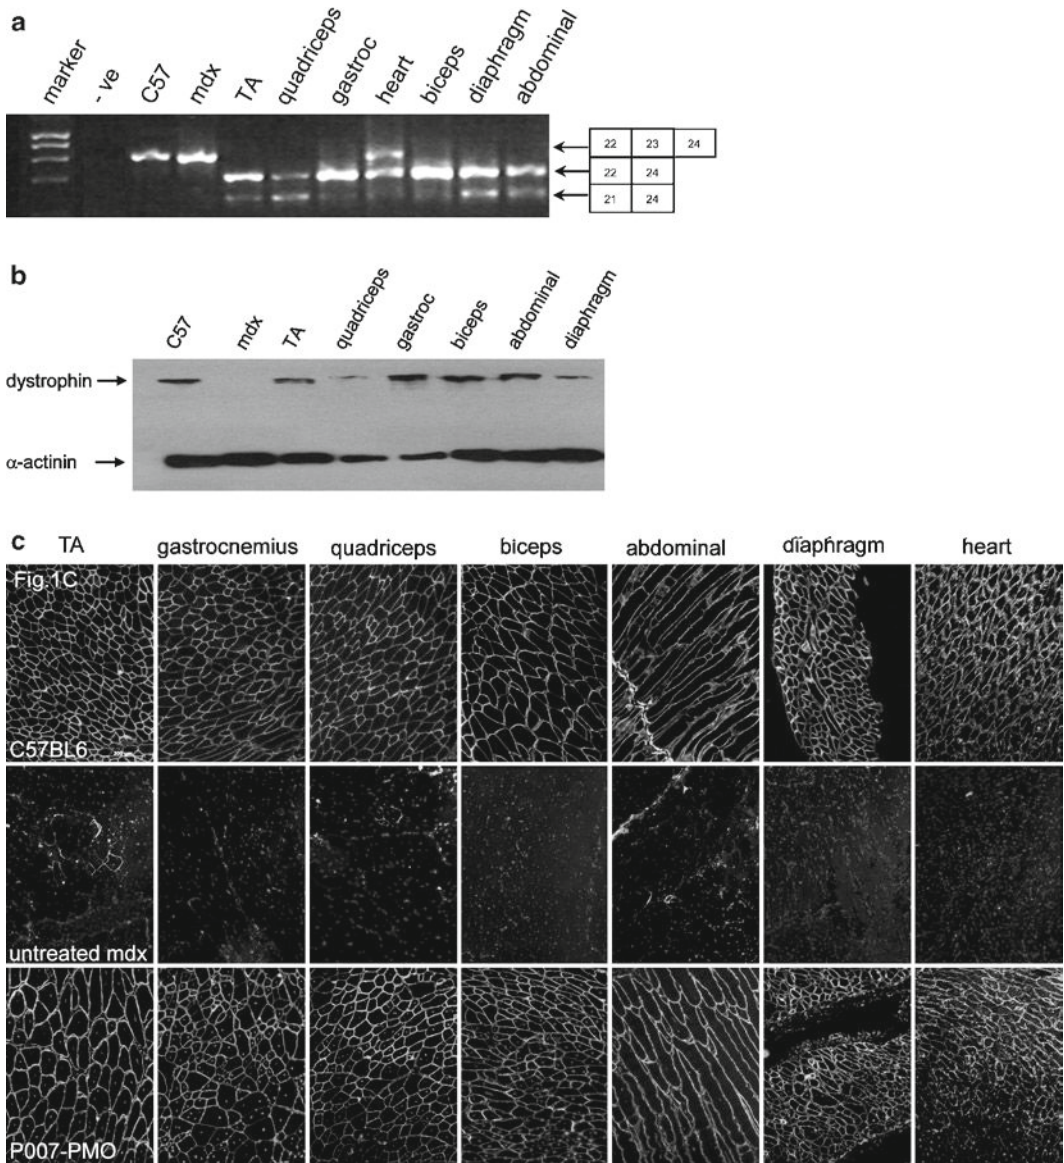 a
marker
- ve
C57
mdx
TA
quadriceps
gastroc
heart
biceps
diaphragm
abdominal
22 23 24
22 24
21 24
b
C57
mdx
TA
quadriceps
gastroc
biceps
abdominal
diaphragm
dystrophin
α-actinin
c
TA gastrocnemius quadriceps biceps abdominal diaphragm heart
Fig.1C
C57BL6
untreated mdx
P007-PMO